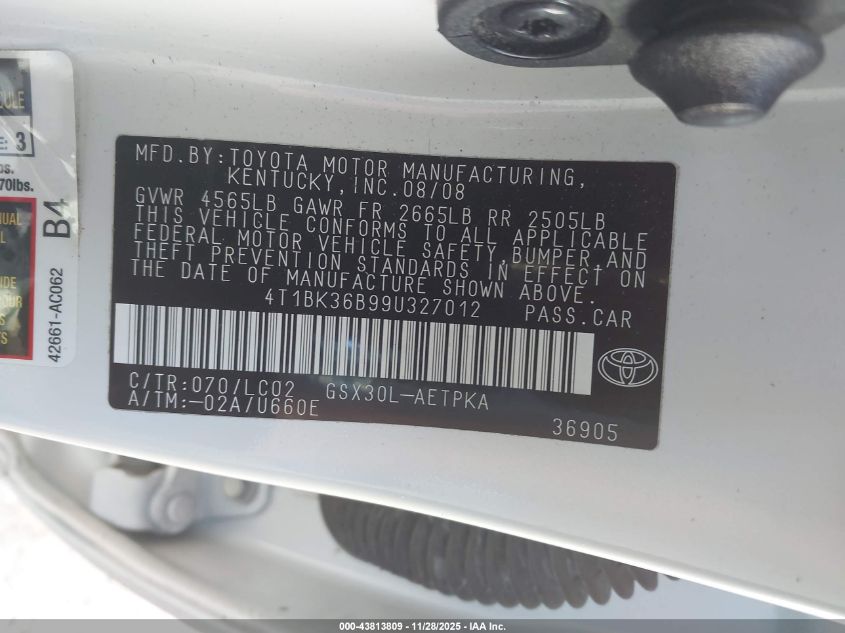 MFD.BY:TOYOTA MOTOR MANUFACTURING,
KENTUCKY,INC.08/08
GVWR 4565LB GAWR FR 2665LB RR 2505LB
THIS VEHICLE CONFORMS TO ALL APPLICABLE
FEDERAL MOTOR VEHICLE SAFETY,BUMPER,AND
THEFT PREVENTION STANDARDS IN EFFECT ON
THE DATE OF MANUFACTURE SHOWN ABOVE.
4T1BK36B99U327012 PASS.CAR
C/TR:070/LC02 GSX30L-AETPKA
A/TM:-02A/U660E
36905
3
70lbs.
B4
42661-AC062
000-43813809 - 11/28/2025 - IAA Inc.